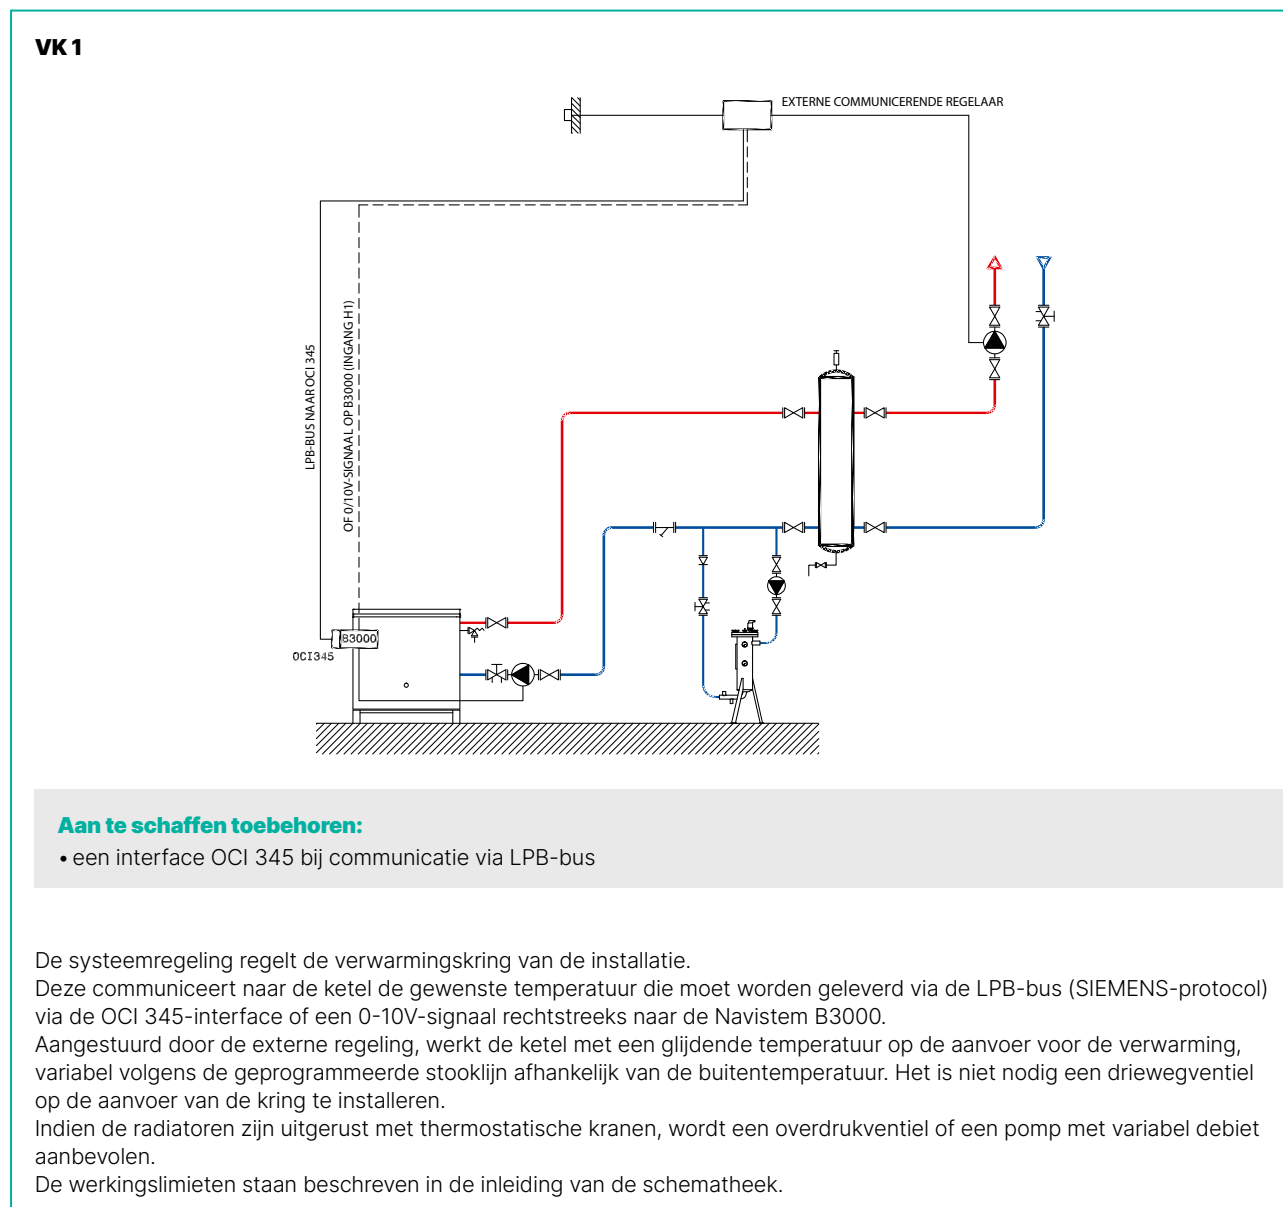 VK 1
EXTERNE COMMUNICERENDE REGELAAR
LPB-BUS NAAR OCI 345
OF 0/10V-SIGNAAL OP B3000 (INGANG H1)
B3000
OCI345
Aan te schaffen toebehoren:
• een interface OCI 345 bij communicatie via LPB-bus
De systeemregeling regelt de verwarmingskring van de installatie.
Deze communiceert naar de ketel de gewenste temperatuur die moet worden geleverd via de LPB-bus (SIEMENS-protocol)
via de OCI 345-interface of een 0-10V-signaal rechtstreeks naar de Navistem B3000.
Aangestuurd door de externe regeling, werkt de ketel met een glijdende temperatuur op de aanvoer voor de verwarming,
variabel volgens de geprogrammeerde stooklijn afhankelijk van de buitentemperatuur. Het is niet nodig een driewegventiel
op de aanvoer van de kring te installeren.
Indien de radiatoren zijn uitgerust met thermostatische kranen, wordt een overdrukventiel of een pomp met variabel debiet
aanbevolen.
De werkingslimieten staan beschreven in de inleiding van de schematheek.